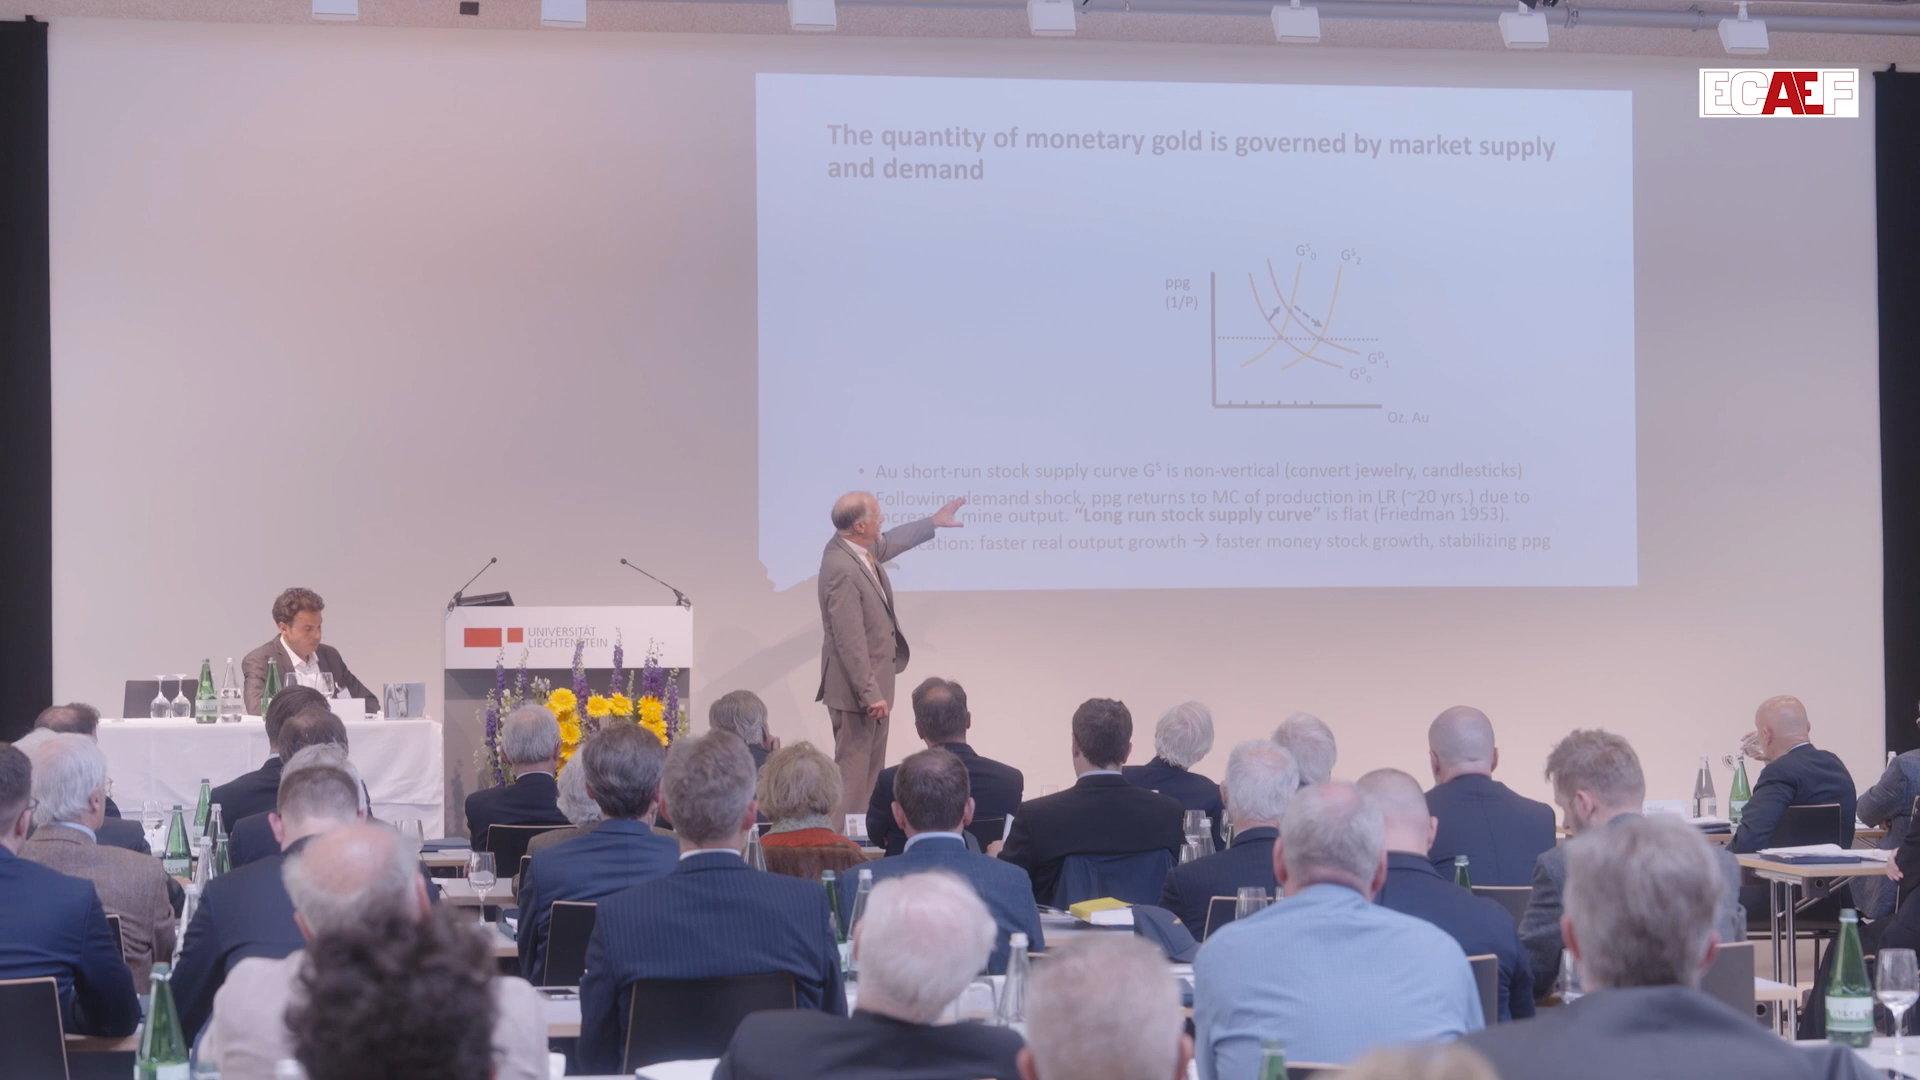 ECAEF
The quantity of monetary gold is governed by market supply
and demand
G^S_0 G^S_2
ppg
(1/P)
G^D_1
G^D_0
Oz. Au
• Au short-run stock supply curve G^S is non-vertical (convert jewelry, candlesticks)
Following demand shock, ppg returns to MC of production in LR (~20 yrs.) due to
mine output. "Long run stock supply curve" is flat (Friedman 1953).
faster real output growth → faster money stock growth, stabilizing ppg
UNIVERSITÄT
LIECHTENSTEIN